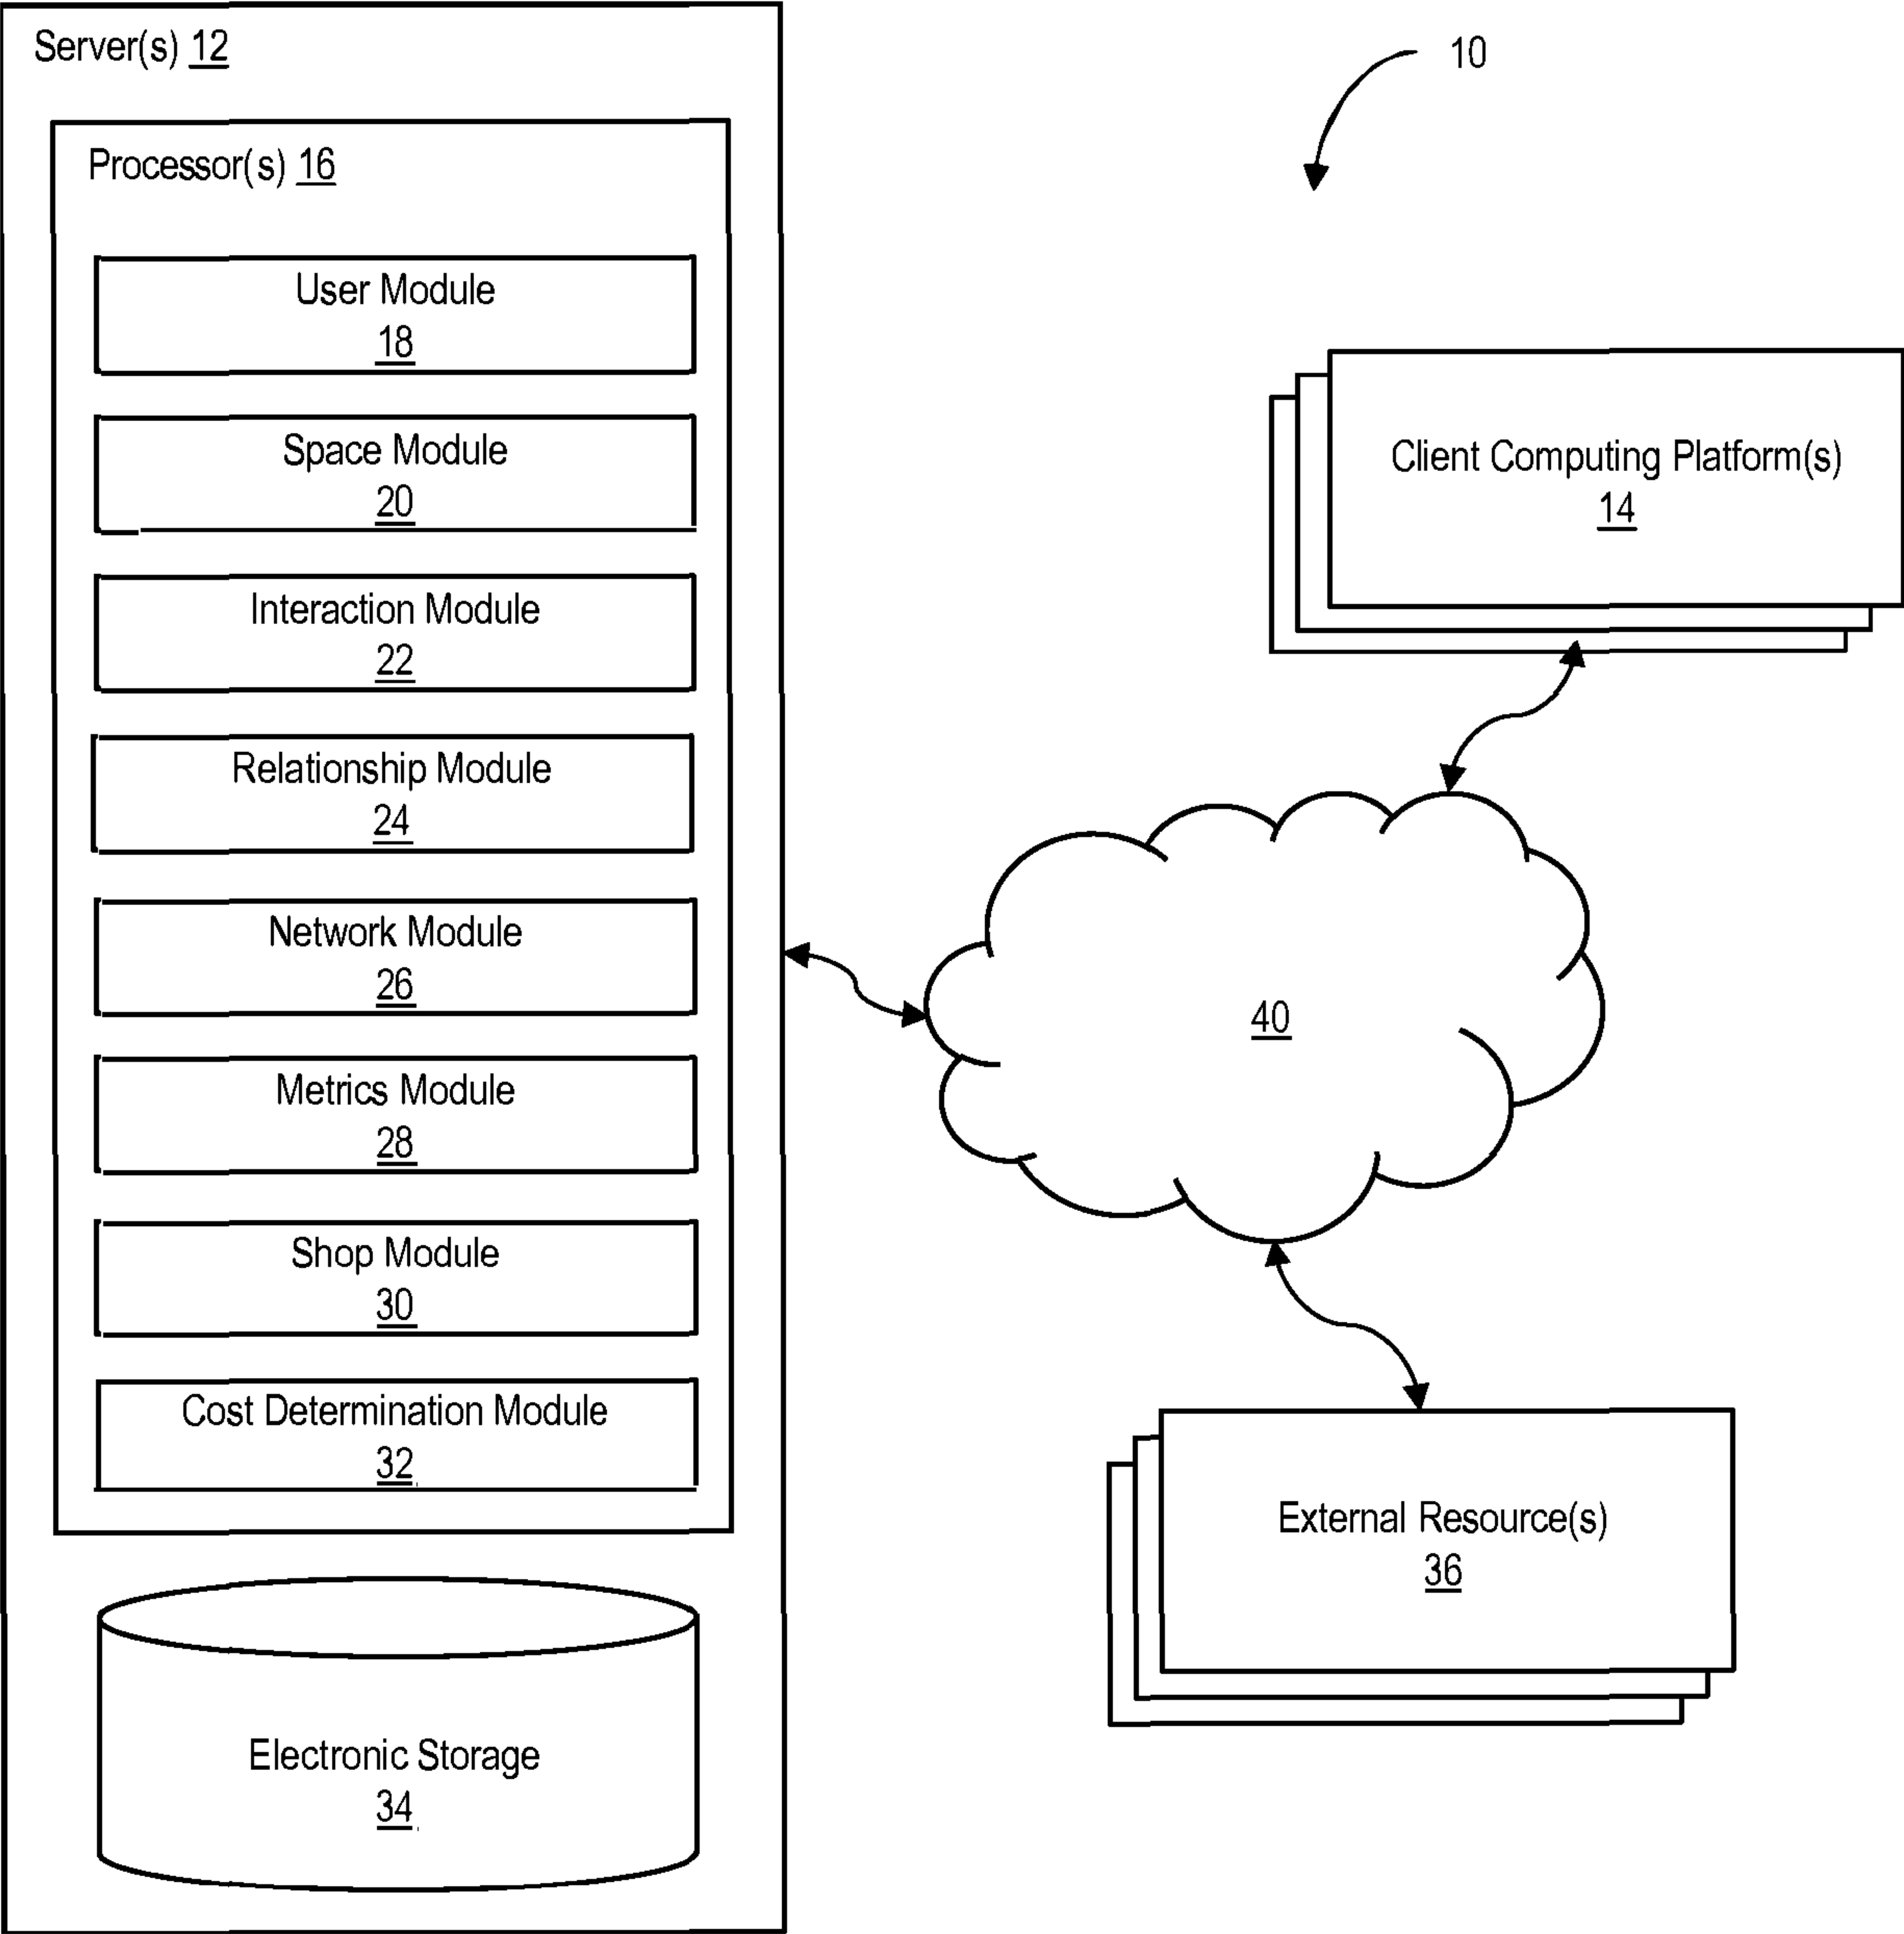 Server(s) 12
Processor(s) 16
User Module
18
Space Module
20
Interaction Module
22
Relationship Module
24
Network Module
26
Metrics Module
28
Shop Module
30
Cost Determination Module
32
Electronic Storage
34
10
Client Computing Platform(s)
14
40
External Resource(s)
36